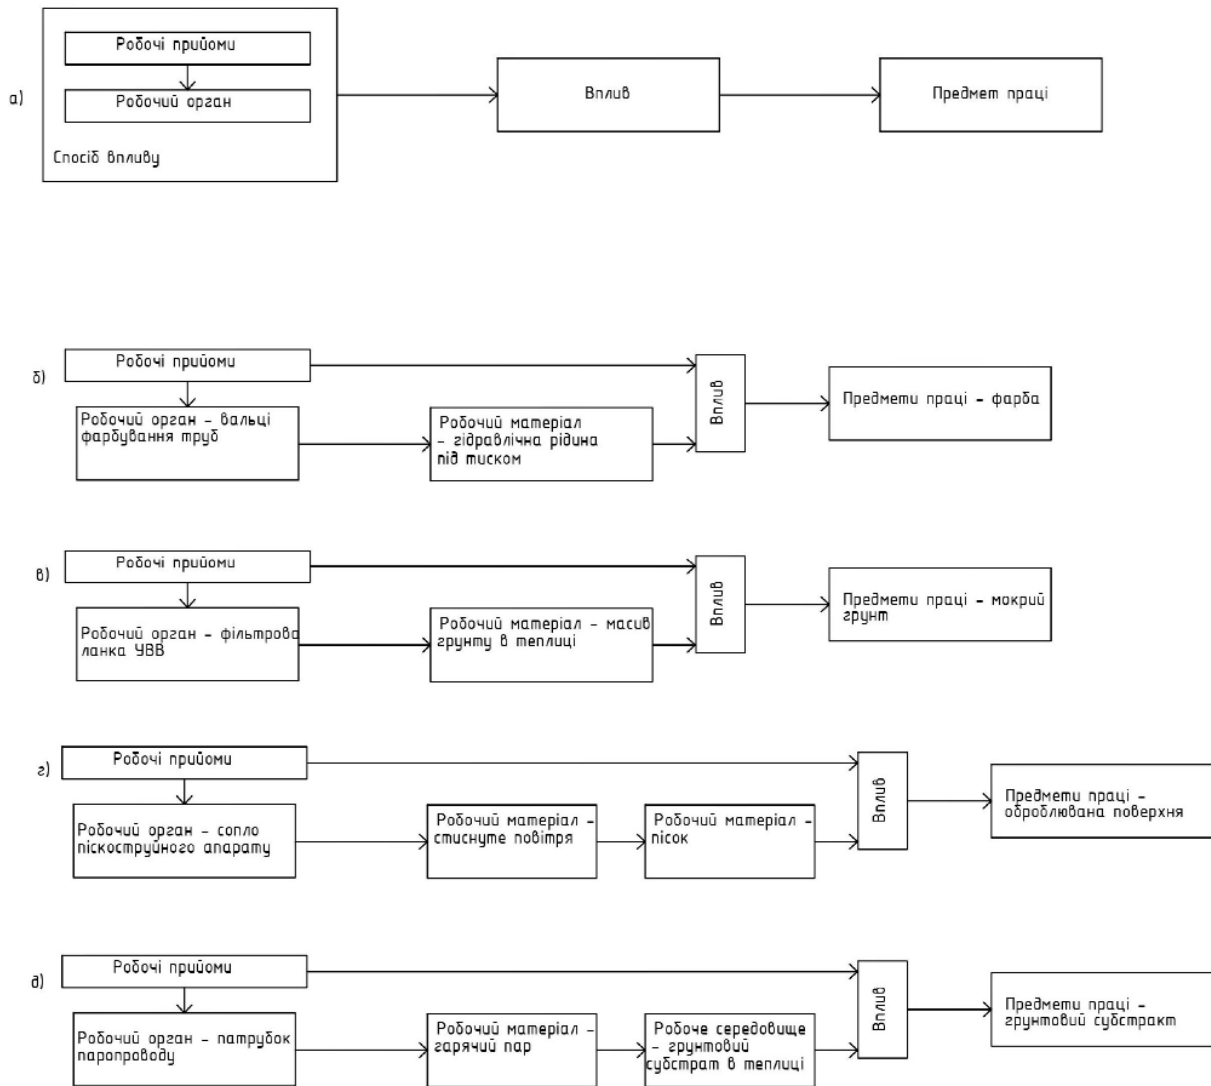 Робочі прийоми
а)
Робочий орган
Спосіб впливу
Вплив
Предмет праці
б)
Робочі прийоми
Робочий орган – вальці
фарбування труб
Робочий матеріал
– гідравлічна рідина
під тиском
Вплив
Предмети праці – фарба
в)
Робочі прийоми
Робочий орган – фільтрова
ланка УВВ
Робочий матеріал – масив
грунту в теплиці
Вплив
Предмети праці – мокрий
грунт
г)
Робочі прийоми
Робочий орган – сопло
піскоструйного апарату
Робочий матеріал –
стиснуте повітря
Робочий матеріал –
пісок
Вплив
Предмети праці –
оброблювана поверхня
д)
Робочі прийоми
Робочий орган – патрубок
паропроводу
Робочий матеріал –
гарячий пар
Робоче середовище
– грунтовий
субстрат в теплиці
Вплив
Предмети праці –
грунтовий субстракт